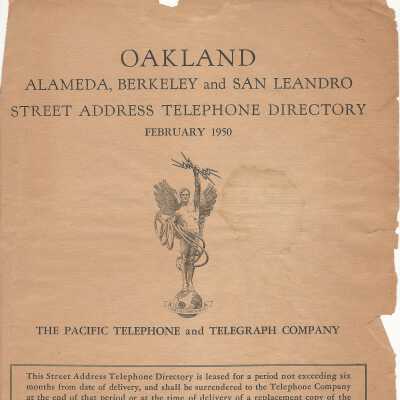 OAKLAND
ALAMEDA, BERKELEY and SAN LEANDRO
STREET ADDRESS TELEPHONE DIRECTORY
FEBRUARY 1950
THE PACIFIC TELEPHONE and TELEGRAPH COMPANY
This Street Address Telephone Directory is leased for a period not exceeding six
months from date of delivery, and shall be surrendered to the Telephone Company
at the end of that period or at the time of delivery of a replacement copy of the